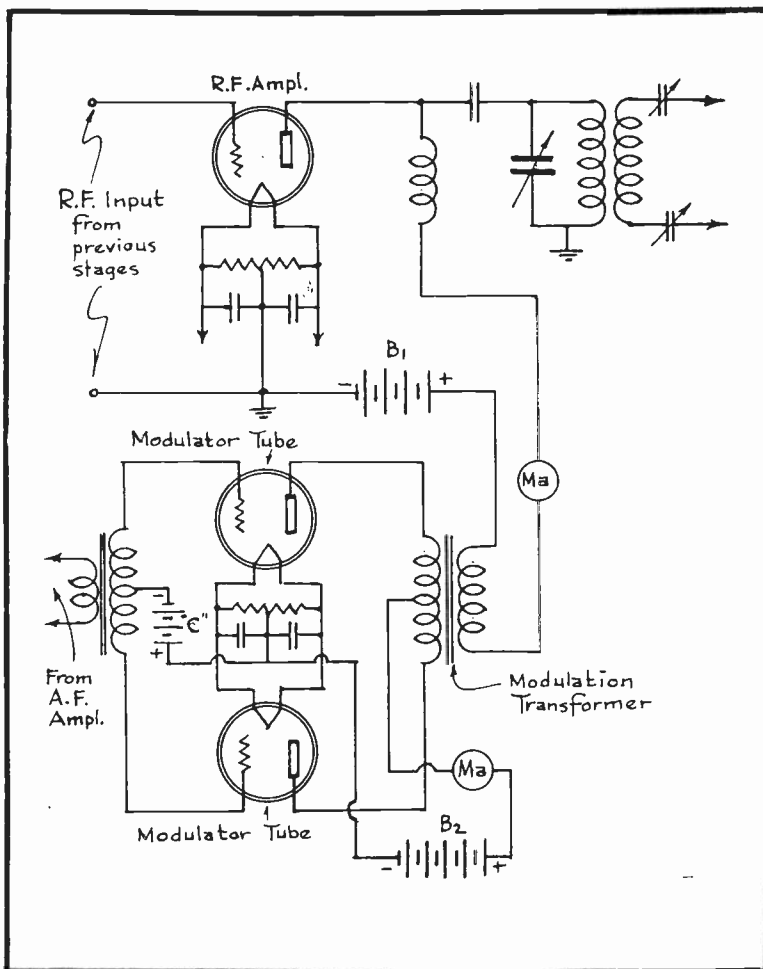 R.F. Ampl.
R.F. Input
from
previous
stages
B1
- +
Modulator Tube
Ma
-
"C"
+
From
A.F.
Ampl.
Modulation
Transformer
Ma
Modulator Tube
B2
- +